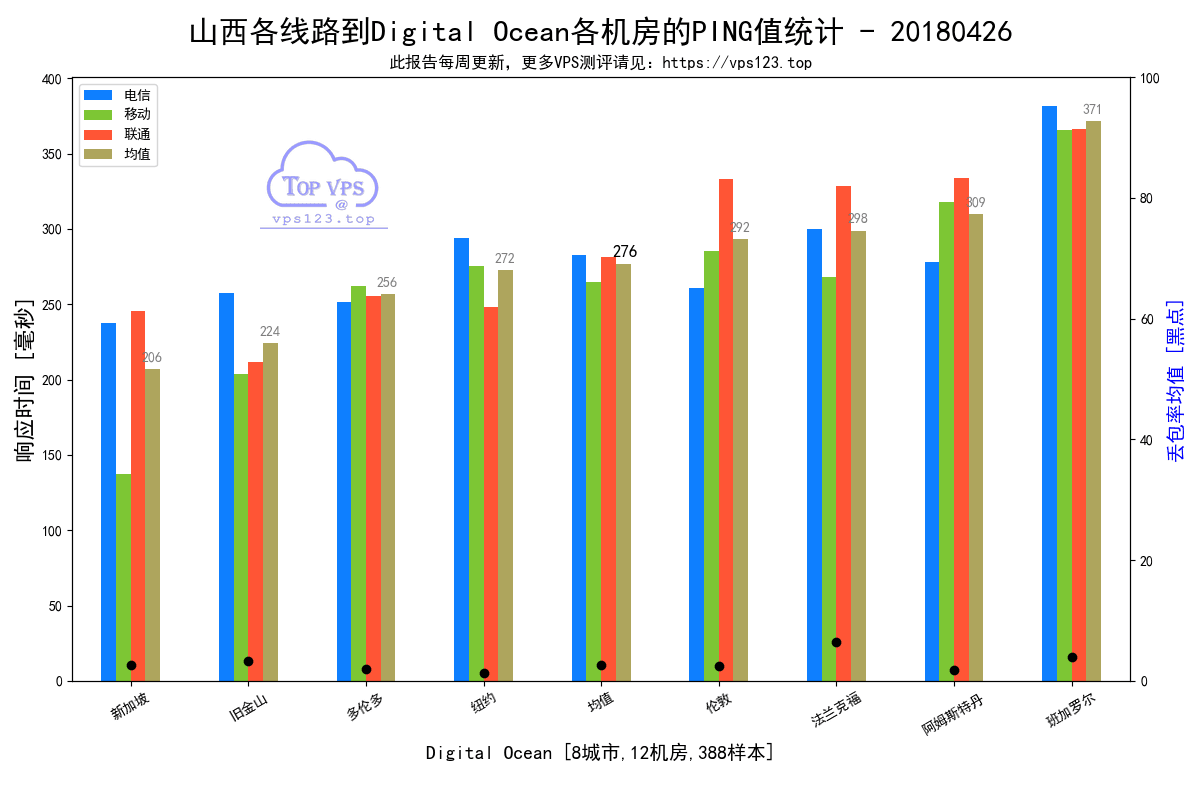 山西各线路到Digital Ocean各机房的PING值统计 - 20180426
此报告每周更新，更多VPS测评请见：https://vps123.top
电信
移动
联通
均值
TOP VPS
@
vps123.top
响应时间 [毫秒]
400
350
300
250
200
150
100
50
0
206
224
256
272
276
292
298
309
371
100
80
60
40
20
0
丢包率均值 [黑点]
新加坡
旧金山
多伦多
纽约
均值
伦敦
法兰克福
阿姆斯特丹
班加罗尔
Digital Ocean [8城市,12机房,388样本]